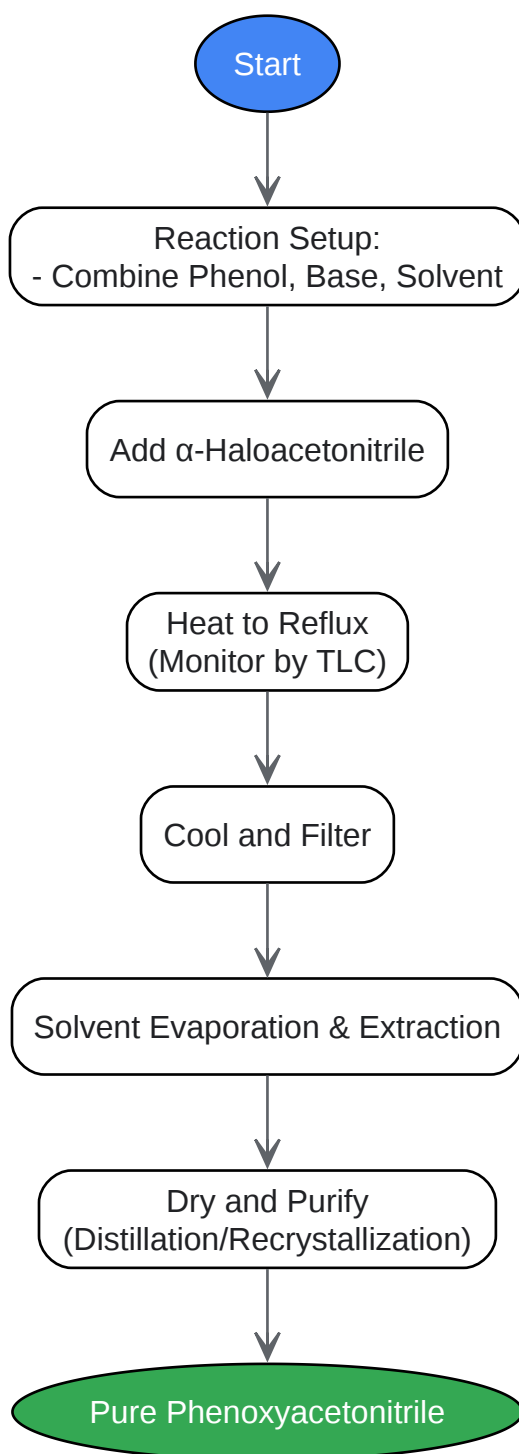 Start
Reaction Setup:
- Combine Phenol, Base, Solvent
Add α-Haloacetonitrile
Heat to Reflux
(Monitor by TLC)
Cool and Filter
Solvent Evaporation & Extraction
Dry and Purify
(Distillation/Recrystallization)
Pure Phenoxyacetonitrile